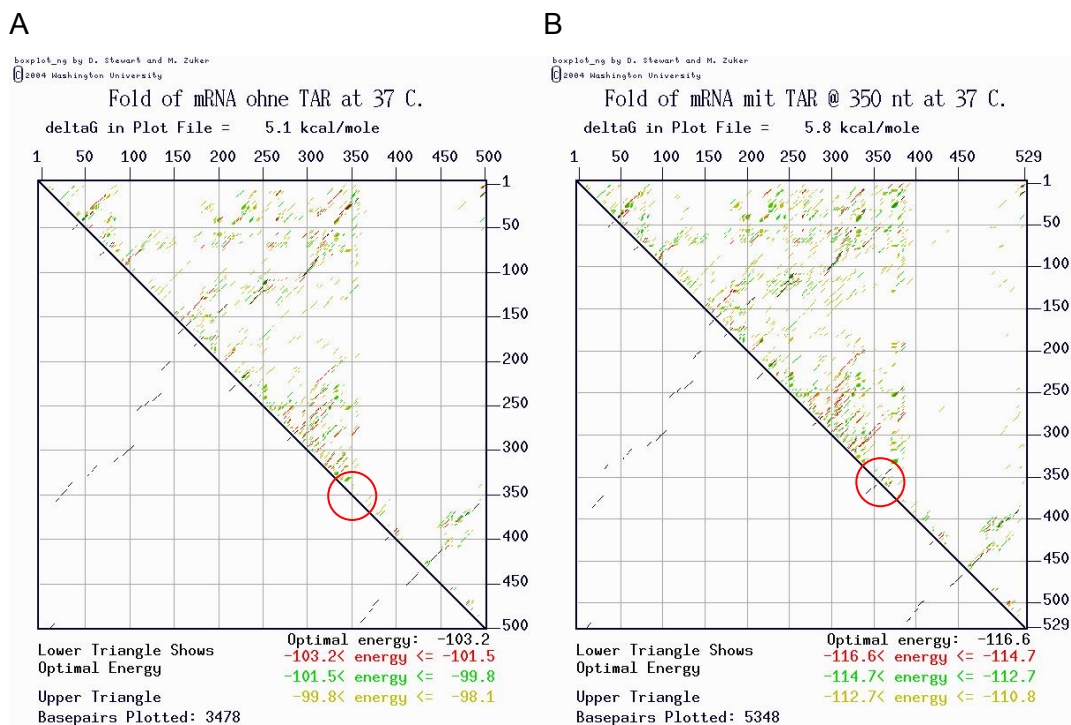 A
boxplot_ng by D. Stewart and M. Zuker
© 2004 Washington University
Fold of mRNA ohne TAR at 37 C.
deltaG in Plot File = 5.1 kcal/mole
1 50 100 150 200 250 300 350 400 450 500
1
50
100
150
200
250
300
350
400
450
500
Lower Triangle Shows
Optimal Energy
Upper Triangle
Basepairs Plotted: 3478
Optimal energy: -103.2
-103.2< energy <= -101.5
-101.5< energy <= -99.8
-99.8< energy <= -98.1
B
boxplot_ng by D. Stewart and M. Zuker
© 2004 Washington University
Fold of mRNA mit TAR @ 350 nt at 37 C.
deltaG in Plot File = 5.8 kcal/mole
1 50 100 150 200 250 300 350 400 450 529
1
50
100
150
200
250
300
350
400
450
500
529
Lower Triangle Shows
Optimal Energy
Upper Triangle
Basepairs Plotted: 5348
Optimal energy: -116.6
-116.6< energy <= -114.7
-114.7< energy <= -112.7
-112.7< energy <= -110.8